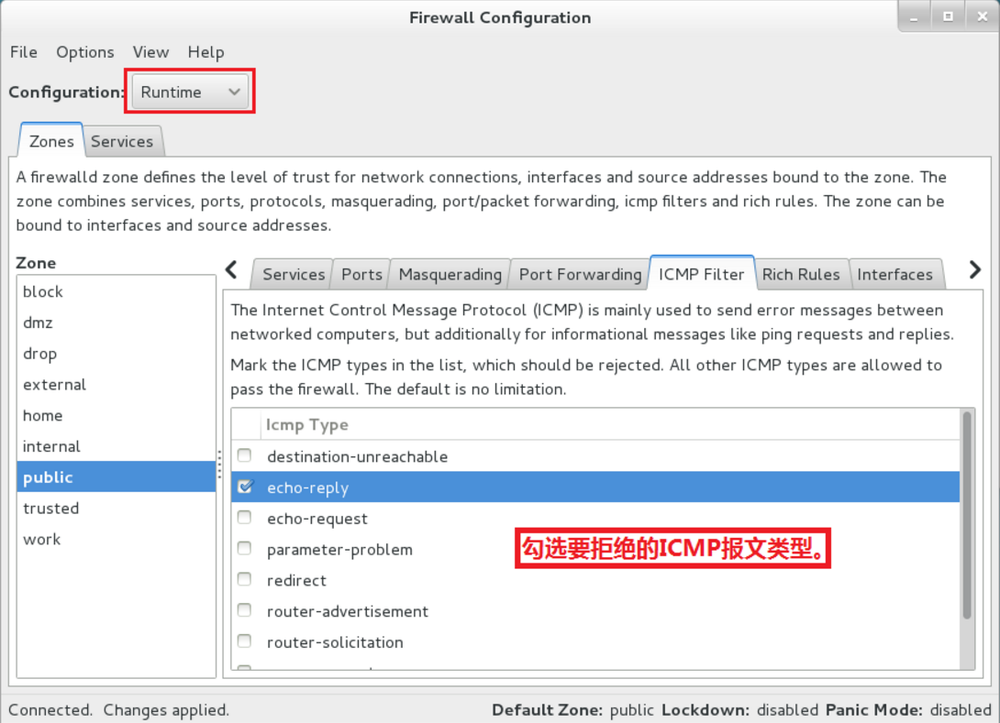 Firewall Configuration
File Options View Help
Configuration: Runtime
Zones Services
A firewalld zone defines the level of trust for network connections, interfaces and source addresses bound to the zone. The
zone combines services, ports, protocols, masquerading, port/packet forwarding, icmp filters and rich rules. The zone can be
bound to interfaces and source addresses.
Zone
block
dmz
drop
external
home
internal
public
trusted
work
Services Ports Masquerading Port Forwarding ICMP Filter Rich Rules Interfaces
The Internet Control Message Protocol (ICMP) is mainly used to send error messages between
networked computers, but additionally for informational messages like ping requests and replies.
Mark the ICMP types in the list, which should be rejected. All other ICMP types are allowed to
pass the firewall. The default is no limitation.
Icmp Type
destination-unreachable
echo-reply
echo-request
parameter-problem
redirect
router-advertisement
router-solicitation
勾选要拒绝的ICMP报文类型。
Connected. Changes applied.
Default Zone: public Lockdown: disabled Panic Mode: disabled